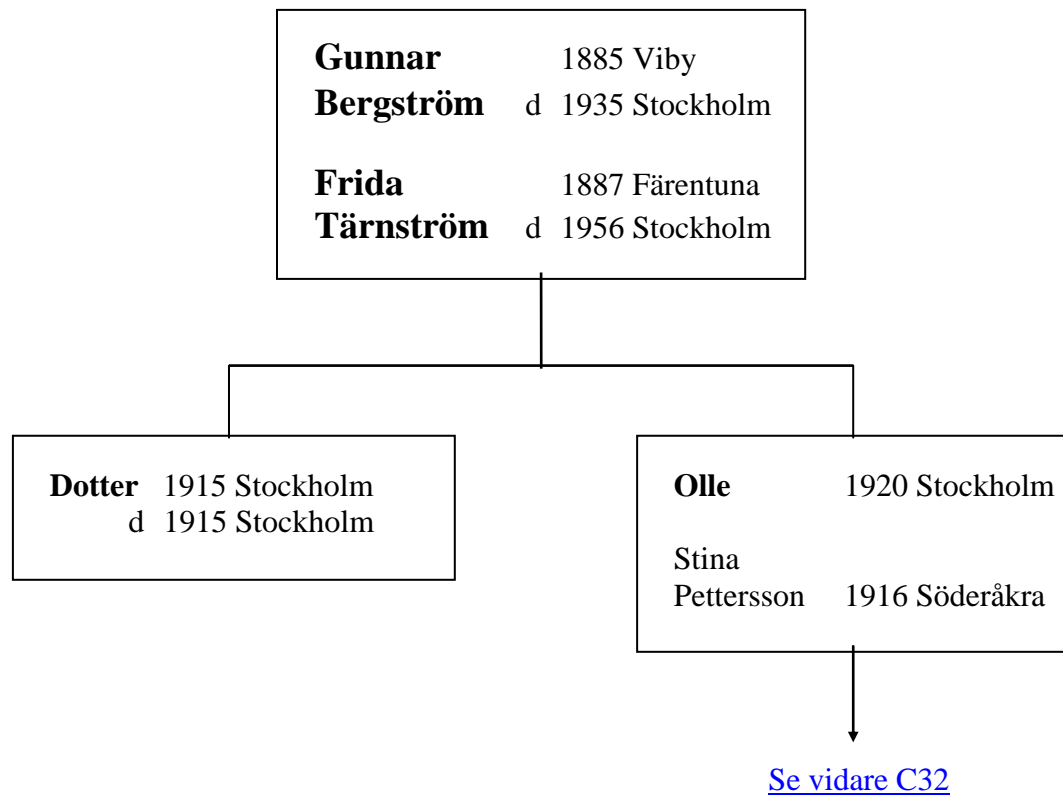 Gunnar 1885 Viby
Bergström d 1935 Stockholm
Frida 1887 Färentuna
Tärnström d 1956 Stockholm
Dotter 1915 Stockholm
d 1915 Stockholm
Olle 1920 Stockholm
Stina
Pettersson 1916 Söderåkra
Se vidare C32